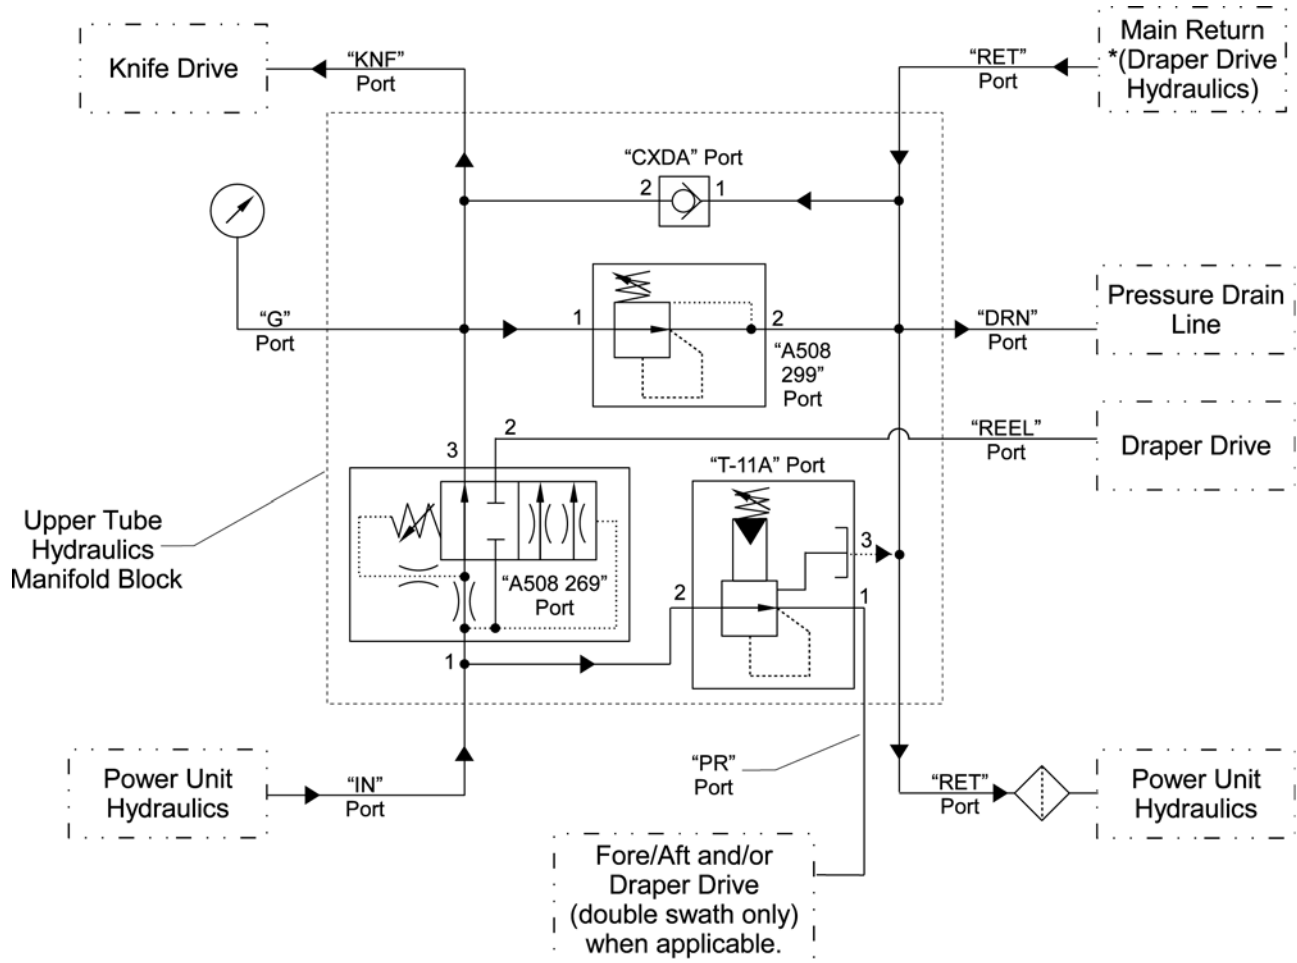 Knife Drive
“KNF”
Port
“RET”
Port
Main Return
*(Draper Drive
Hydraulics)
“CXDA” Port
2
1
“G”
Port
1
2
“A508
299”
Port
“DRN”
Port
Pressure Drain
Line
3
2
“REEL”
Port
Draper Drive
“T-11A” Port
Upper Tube
Hydraulics
Manifold Block
“A508 269”
Port
3
2
1
1
Power Unit
Hydraulics
“IN”
Port
“PR”
Port
“RET”
Port
Power Unit
Hydraulics
Fore/Aft and/or
Draper Drive
(double swath only)
when applicable.